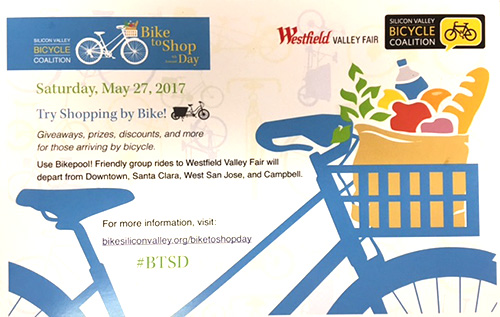 SILICON VALLEY
BICYCLE
COALITION
Bike
to Shop
Day
Westfield VALLEY FAIR
SILICON VALLEY
BICYCLE
COALITION
Saturday, May 27, 2017
Try Shopping by Bike!
Giveaways, prizes, discounts, and more
for those arriving by bicycle.
Use Bikepool! Friendly group rides to Westfield Valley Fair will
depart from Downtown, Santa Clara, West San Jose, and Campbell.
For more information, visit:
bikesiliconvalley.org/biketoshopday
#BTSD